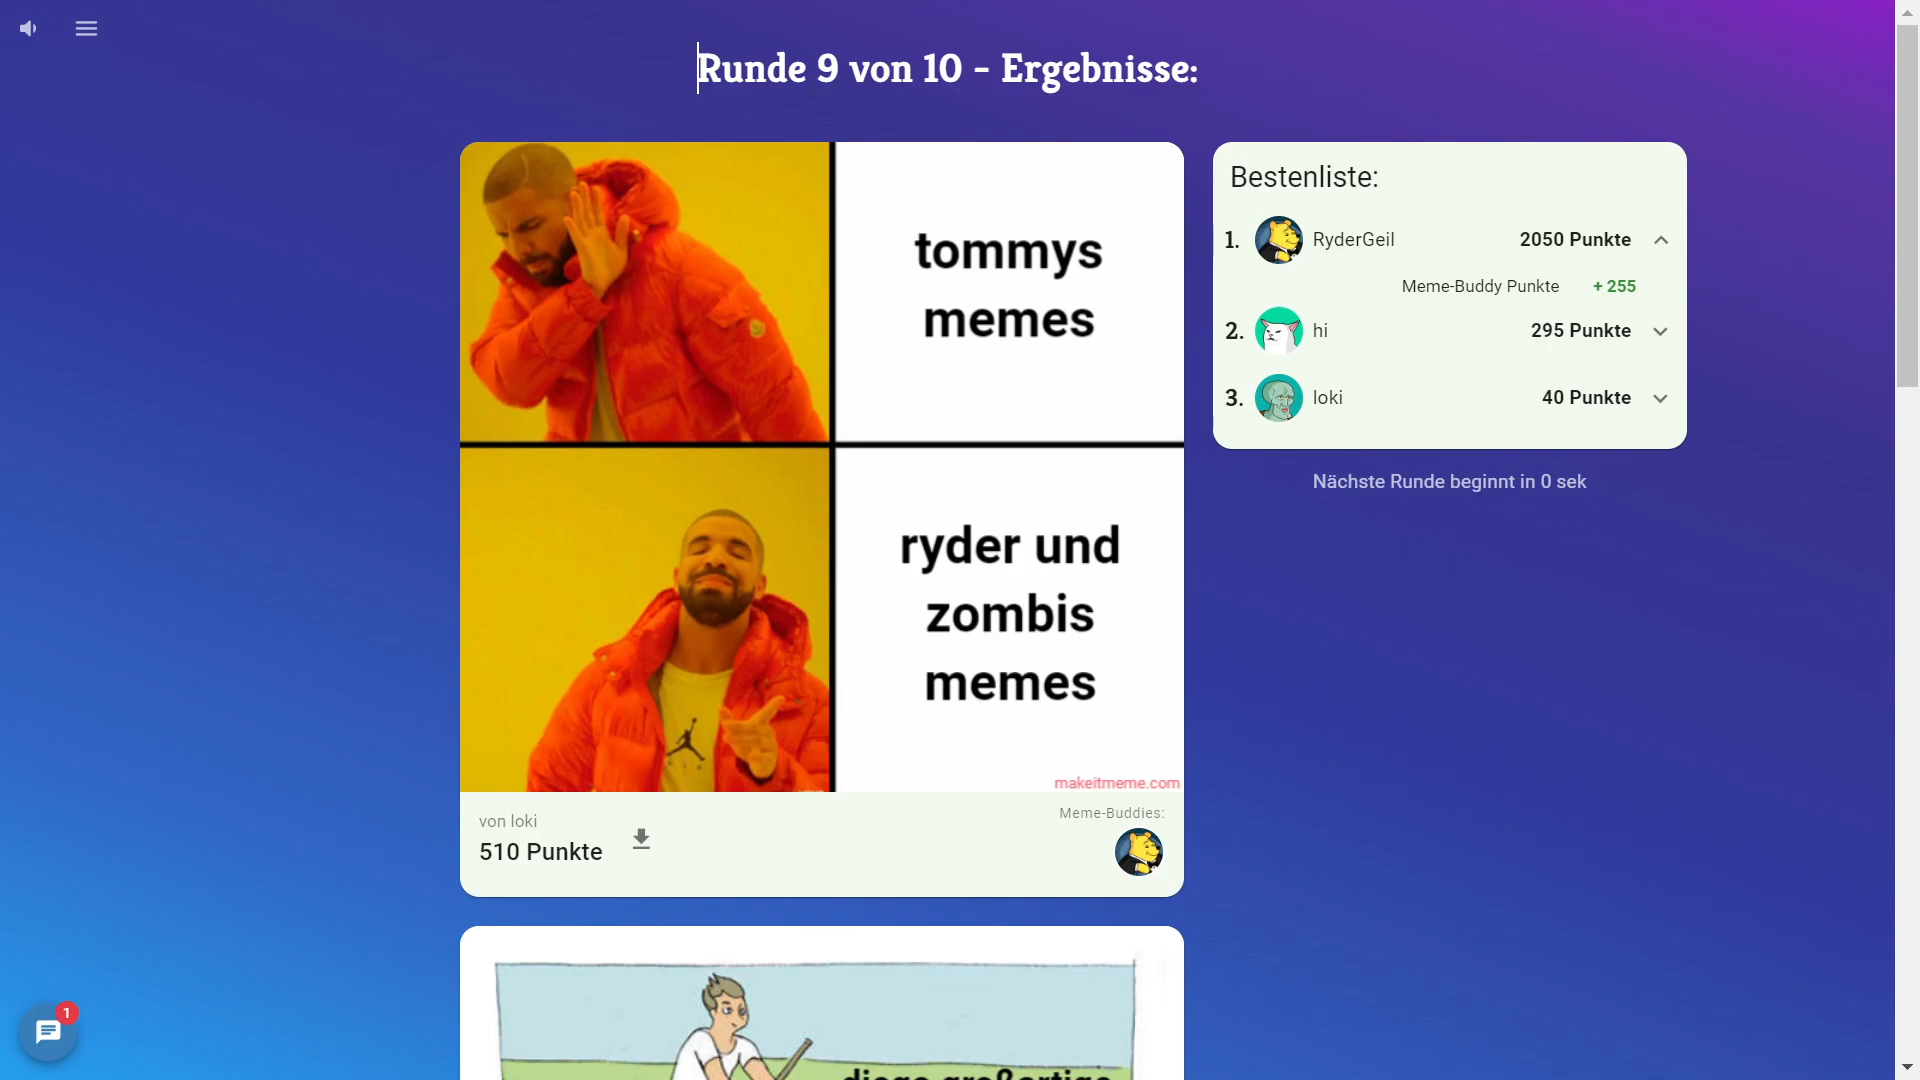 Runde 9 von 10 - Ergebnisse:
tommys
memes
ryder und
zombis
memes
makeitmeme.com
von loki
510 Punkte
Meme-Buddies:
Bestenliste:
1. RyderGeil 2050 Punkte
Meme-Buddy Punkte + 255
2. hi 295 Punkte
3. loki 40 Punkte
Nächste Runde beginnt in 0 sek
diese großartige
1